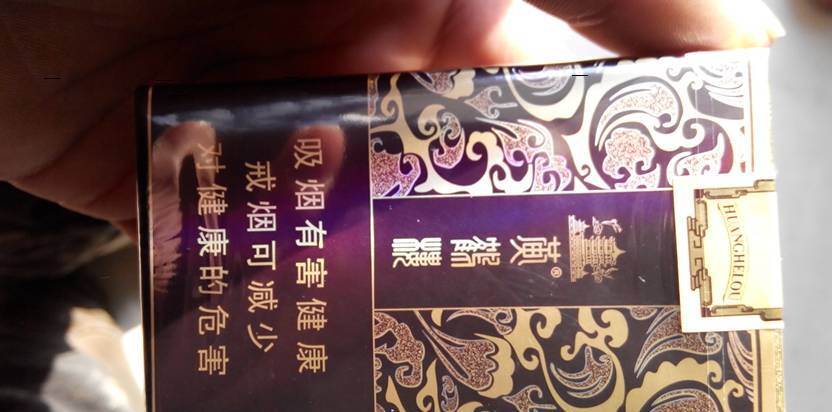 HUANGHELOU
黄鹤楼
®
吸烟有害健康
戒烟可减少
对健康的危害